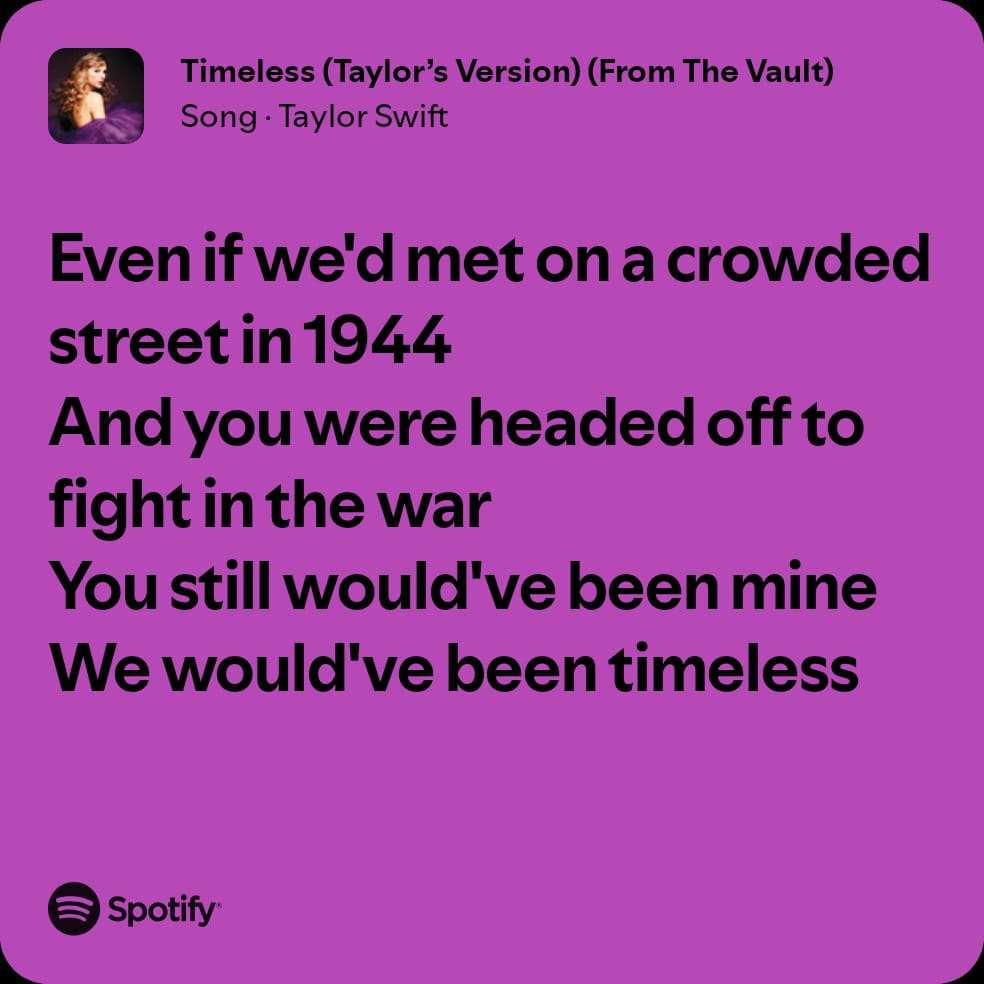 Timeless (Taylor’s Version) (From The Vault)
Song · Taylor Swift
Even if we'd met on a crowded
street in 1944
And you were headed off to
fight in the war
You still would've been mine
We would've been timeless
Spotify®